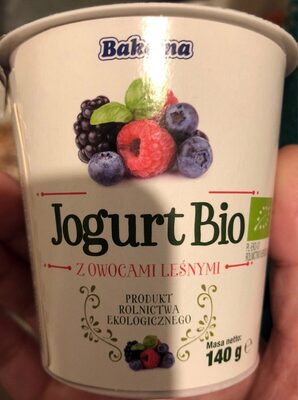 Bakoma
Jogurt Bio
Z OWOCAMI LEŚNYMI
PRODUKT
ROLNICTWA
EKOLOGICZNEGO
Masa netto:
140 g e